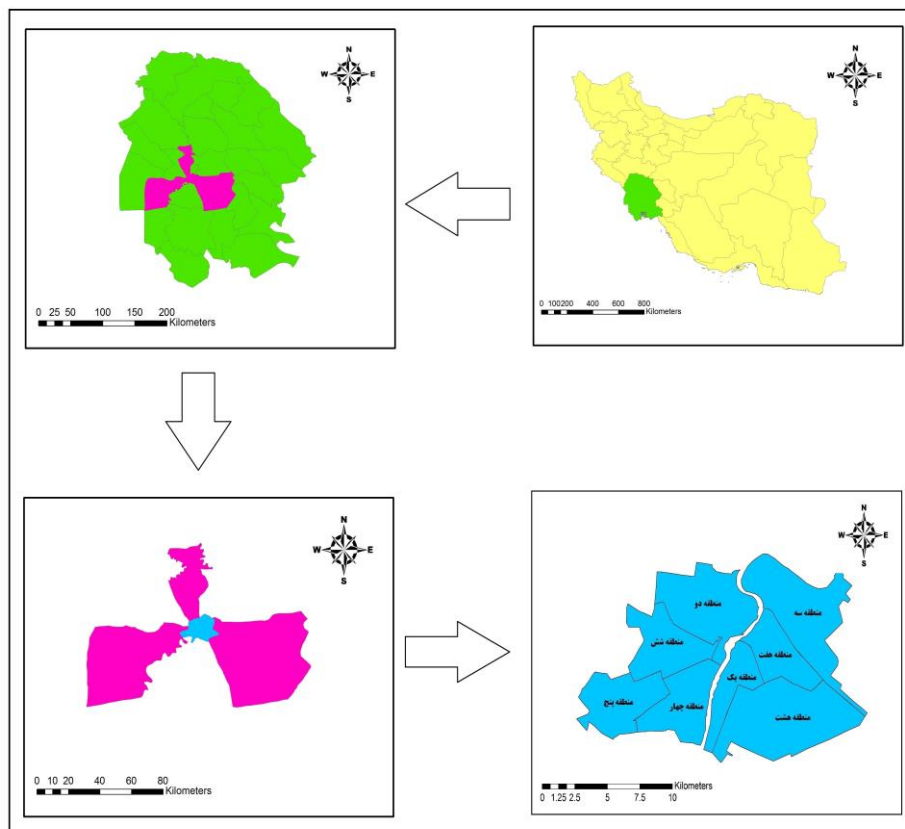 N
W E
S
0 25 50 100 150 200
Kilometers
N
W E
S
0 100200 400 600 800
Kilometers
N
W E
S
0 10 20 40 60 80
Kilometers
N
W E
S
منطقه دو
منطقه سه
منطقه شش
منطقه هفت
منطقه یک
منطقه پنج
منطقه چهار
منطقه هشت
0 1.25 2.5 5 7.5 10
Kilometers